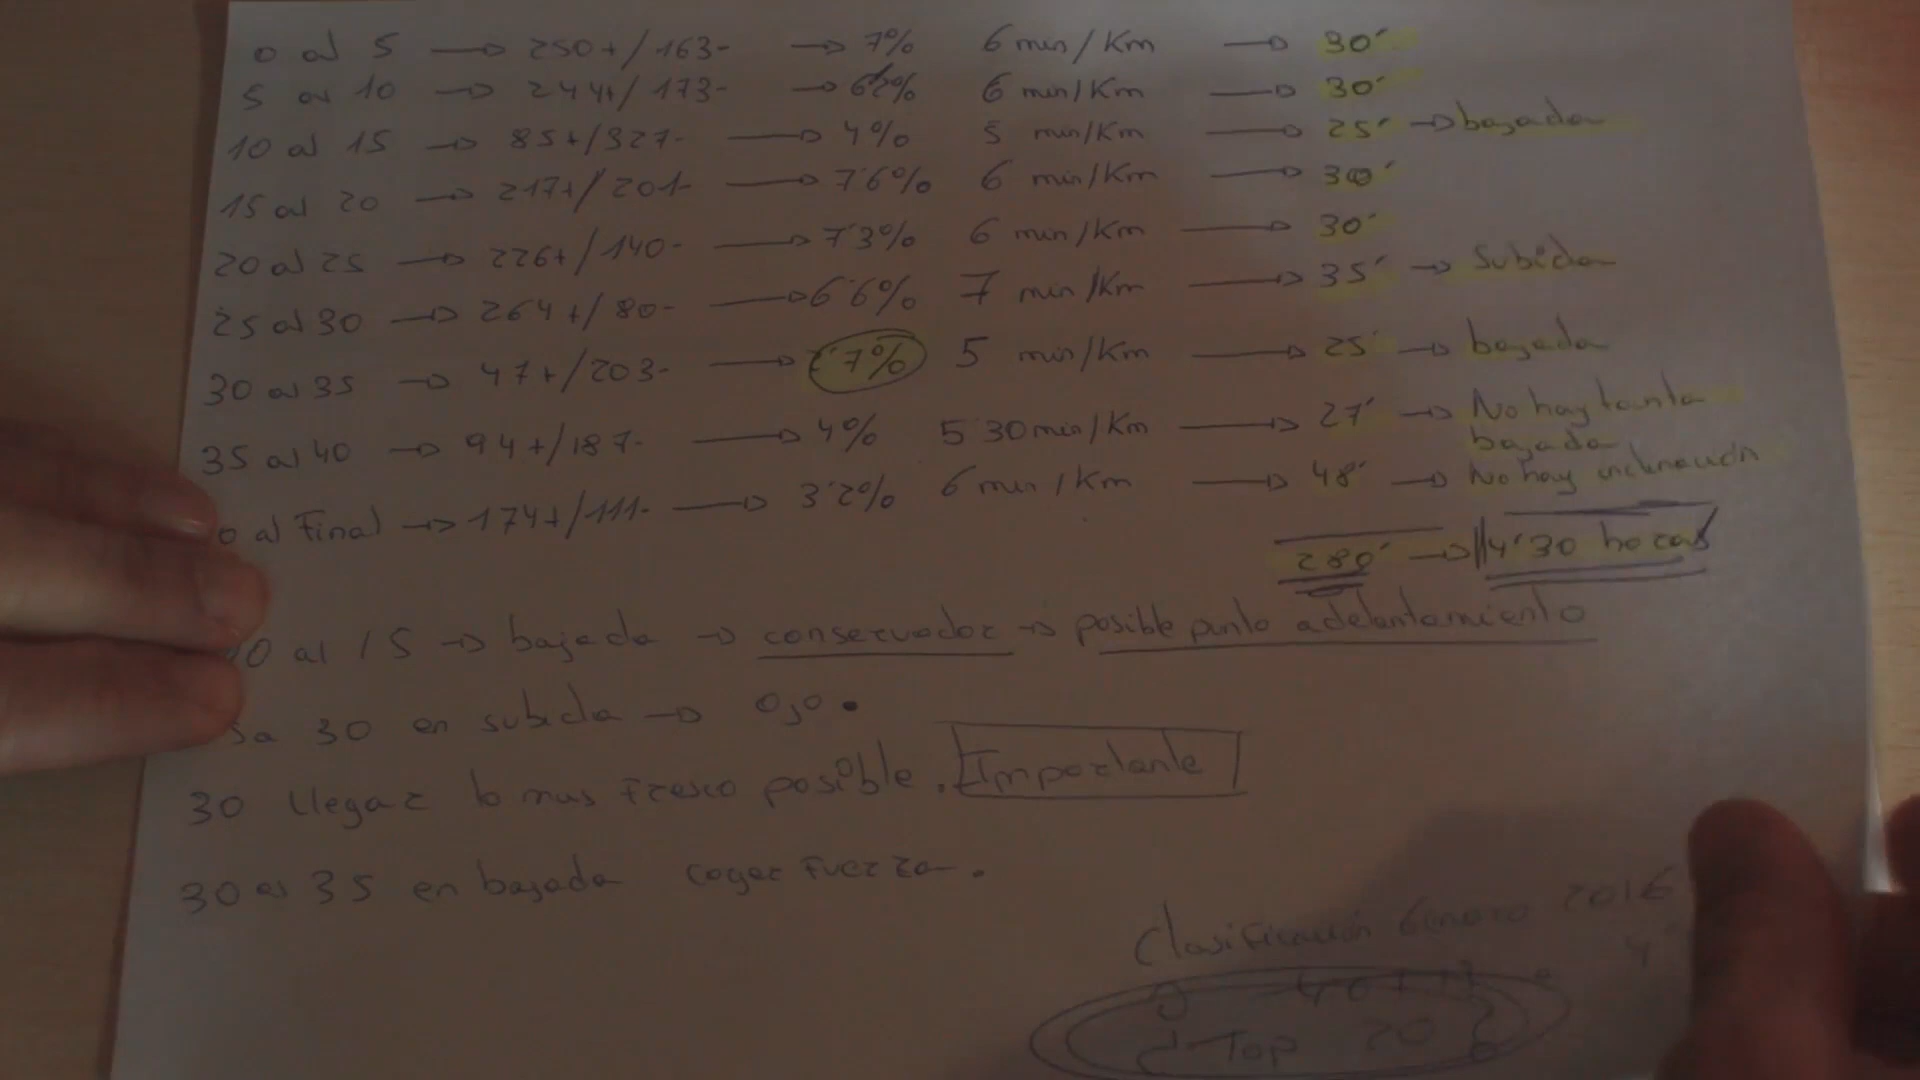 0 al 5 → 250+/163- → 7% 6 min/Km → 30'
5 al 10 → 244+/173- → 6'2% 6 min/Km → 30'
10 al 15 → 85+/327- → 4% 5 min/Km → 25' → bajada
15 al 20 → 217+/201- → 7'6% 6 min/Km → 30'
20 al 25 → 226+/140- → 7'3% 6 min/Km → 30'
25 al 30 → 264+/80- → 6'6% 7 min/Km → 35' → Subida
30 al 35 → 47+/203- → 2'7% 5 min/Km → 25' → bajada
35 al 40 → 94+/187- → 4% 5'30 min/Km → 27' → No hay tanta bajada
0 al Final → 174+/111- → 3'2% 6 min/Km → 48' → No hay inclinación
280' → 4'30 horas
10 al 15 → bajada → conservador → posible punto adelantamiento
a 30 en subida → Ojo.
30 llegar lo mas fresco posible. Importante
30 al 35 en bajada coger fuerza.
Clasificación 2016
4'
Top 20